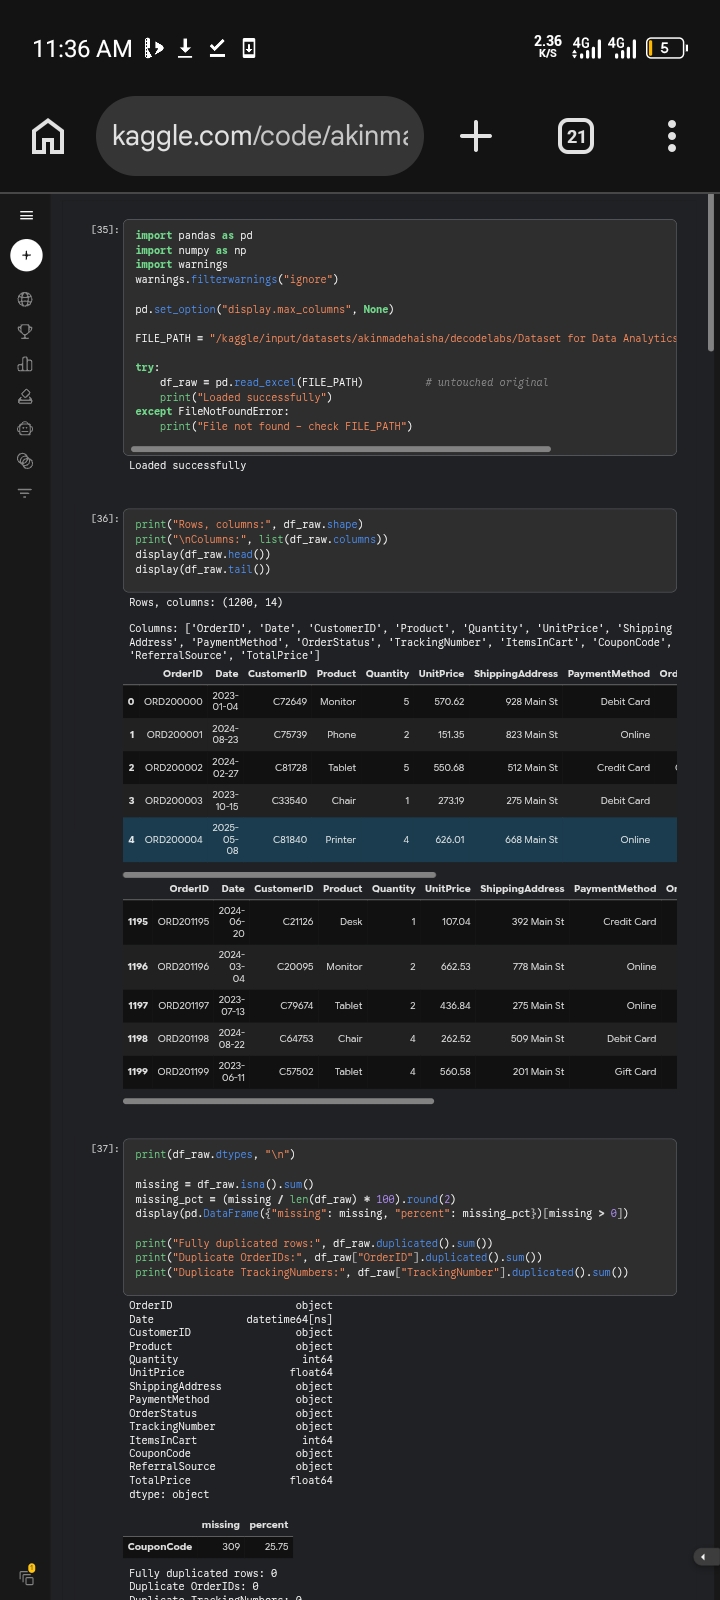 11:36 AM
2.36 K/S 4G 4G 5
kaggle.com/code/akinma
21
[35]:
import pandas as pd
import numpy as np
import warnings
warnings.filterwarnings("ignore")
pd.set_option("display.max_columns", None)
FILE_PATH = "/kaggle/input/datasets/akinmadehaisha/decodelabs/Dataset for Data Analytics
try:
    df_raw = pd.read_excel(FILE_PATH)          # untouched original
    print("Loaded successfully")
except FileNotFoundError:
    print("File not found – check FILE_PATH")
Loaded successfully
[36]:
print("Rows, columns:", df_raw.shape)
print("\nColumns:", list(df_raw.columns))
display(df_raw.head())
display(df_raw.tail())
Rows, columns: (1200, 14)
Columns: ['OrderID', 'Date', 'CustomerID', 'Product', 'Quantity', 'UnitPrice', 'Shipping
Address', 'PaymentMethod', 'OrderStatus', 'TrackingNumber', 'ItemsInCart', 'CouponCode',
'ReferralSource', 'TotalPrice']
OrderID Date CustomerID Product Quantity UnitPrice ShippingAddress PaymentMethod Ord
0 ORD200000 2023-01-04 C72649 Monitor 5 570.62 928 Main St Debit Card
1 ORD200001 2024-08-23 C75739 Phone 2 151.35 823 Main St Online
2 ORD200002 2024-02-27 C81728 Tablet 5 550.68 512 Main St Credit Card
3 ORD200003 2023-10-15 C33540 Chair 1 273.19 275 Main St Debit Card
4 ORD200004 2025-05-08 C81840 Printer 4 626.01 668 Main St Online
OrderID Date CustomerID Product Quantity UnitPrice ShippingAddress PaymentMethod Or
1195 ORD201195 2024-06-20 C21126 Desk 1 107.04 392 Main St Credit Card
1196 ORD201196 2024-03-04 C20095 Monitor 2 662.53 778 Main St Online
1197 ORD201197 2023-07-13 C79674 Tablet 2 436.84 275 Main St Online
1198 ORD201198 2024-08-22 C64753 Chair 4 262.52 509 Main St Debit Card
1199 ORD201199 2023-06-11 C57502 Tablet 4 560.58 201 Main St Gift Card
[37]:
print(df_raw.dtypes, "\n")
missing = df_raw.isna().sum()
missing_pct = (missing / len(df_raw) * 100).round(2)
display(pd.DataFrame({"missing": missing, "percent": missing_pct})[missing > 0])
print("Fully duplicated rows:", df_raw.duplicated().sum())
print("Duplicate OrderIDs:", df_raw["OrderID"].duplicated().sum())
print("Duplicate TrackingNumbers:", df_raw["TrackingNumber"].duplicated().sum())
OrderID object
Date datetime64[ns]
CustomerID object
Product object
Quantity int64
UnitPrice float64
ShippingAddress object
PaymentMethod object
OrderStatus object
TrackingNumber object
ItemsInCart int64
CouponCode object
ReferralSource object
TotalPrice float64
dtype: object
missing percent
CouponCode 309 25.75
Fully duplicated rows: 0
Duplicate OrderIDs: 0
Duplicate TrackingNumbers: 0
1